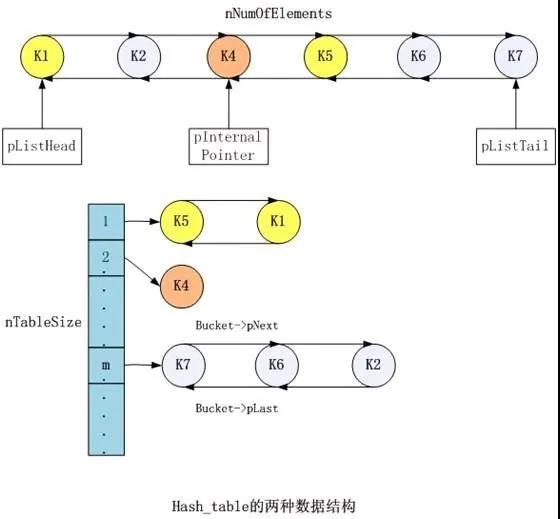 nNumOfElements
K1 K2 K4 K5 K6 K7
pListHead
pInternal
Pointer
pListTail
1
K5 K1
2
K4
nTableSize
Bucket->pNext
m
K7 K6 K2
Bucket->pLast
Hash_table的两种数据结构